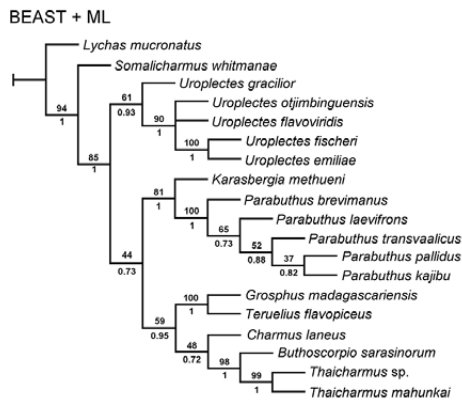 BEAST + ML
Lychas mucronatus
Somalicharmus whitmanae
94
1
Uroplectes gracilior
61
0.93
Uroplectes otjimbinguensis
90
1
Uroplectes flavoviridis
Uroplectes fischeri
100
1
Uroplectes emiliae
85
1
Karasbergia methueni
81
1
Parabuthus brevimanus
100
1
Parabuthus laevifrons
65
0.73
Parabuthus transvaalicus
52
0.88
Parabuthus pallidus
37
0.82
Parabuthus kajibu
44
0.73
Grosphus madagascariensis
100
1
Teruelius flavopiceus
59
0.95
Charmus laneus
48
0.72
Buthoscorpio sarasinorum
98
1
Thaicharmus sp.
99
1
Thaicharmus mahunkai